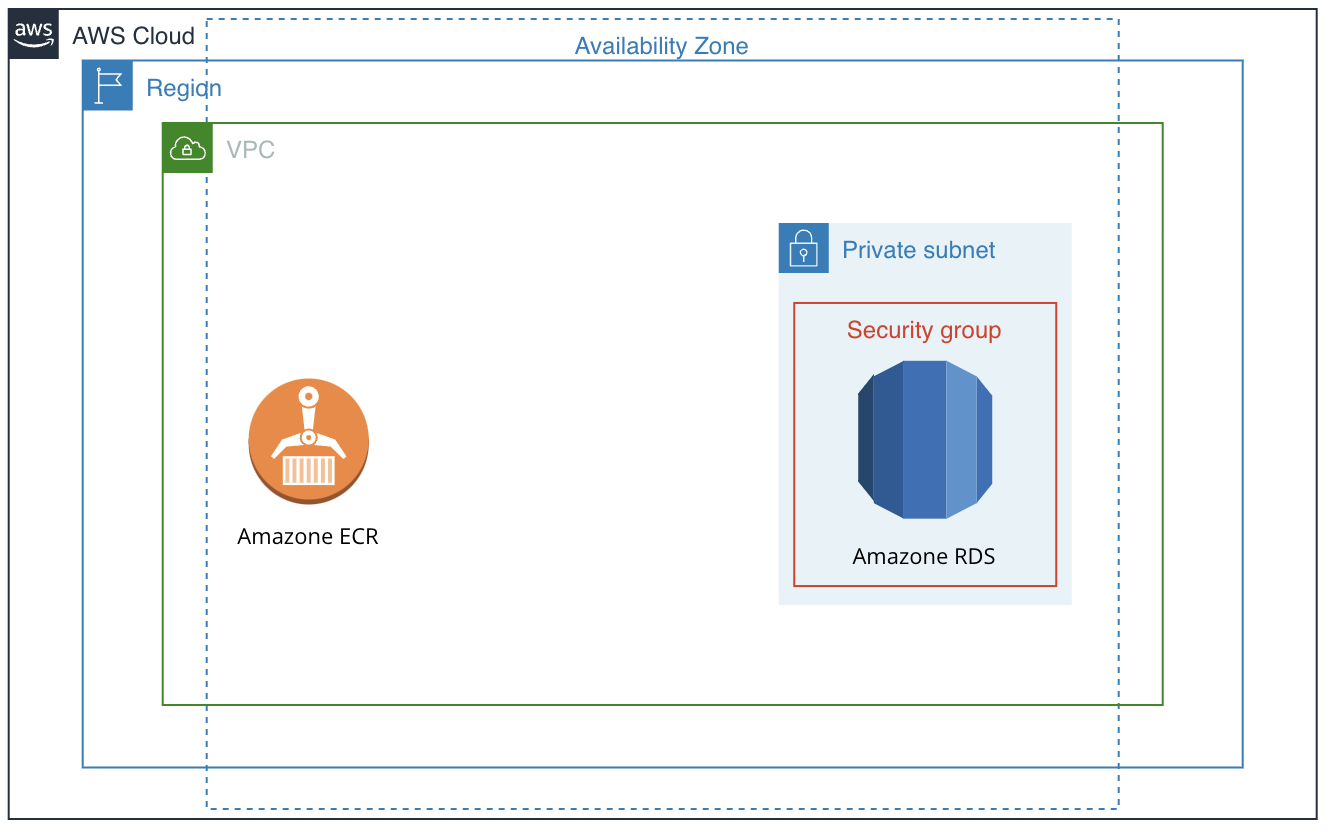 aws
AWS Cloud
Availability Zone
Region
VPC
Private subnet
Security group
Amazone ECR
Amazone RDS